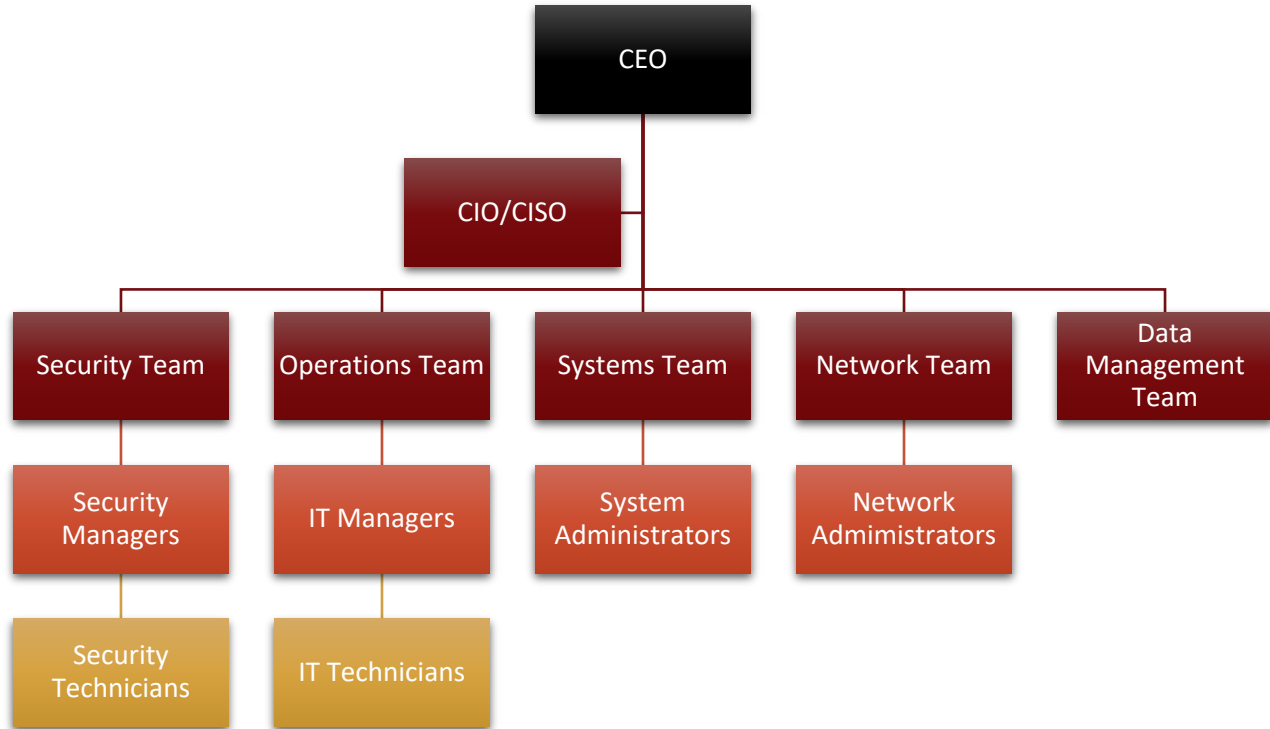 CEO
CIO/CISO
Security Team
Operations Team
Systems Team
Network Team
Data
Management
Team
Security
Managers
IT Managers
System
Administrators
Network
Admimistrators
Security
Technicians
IT Technicians